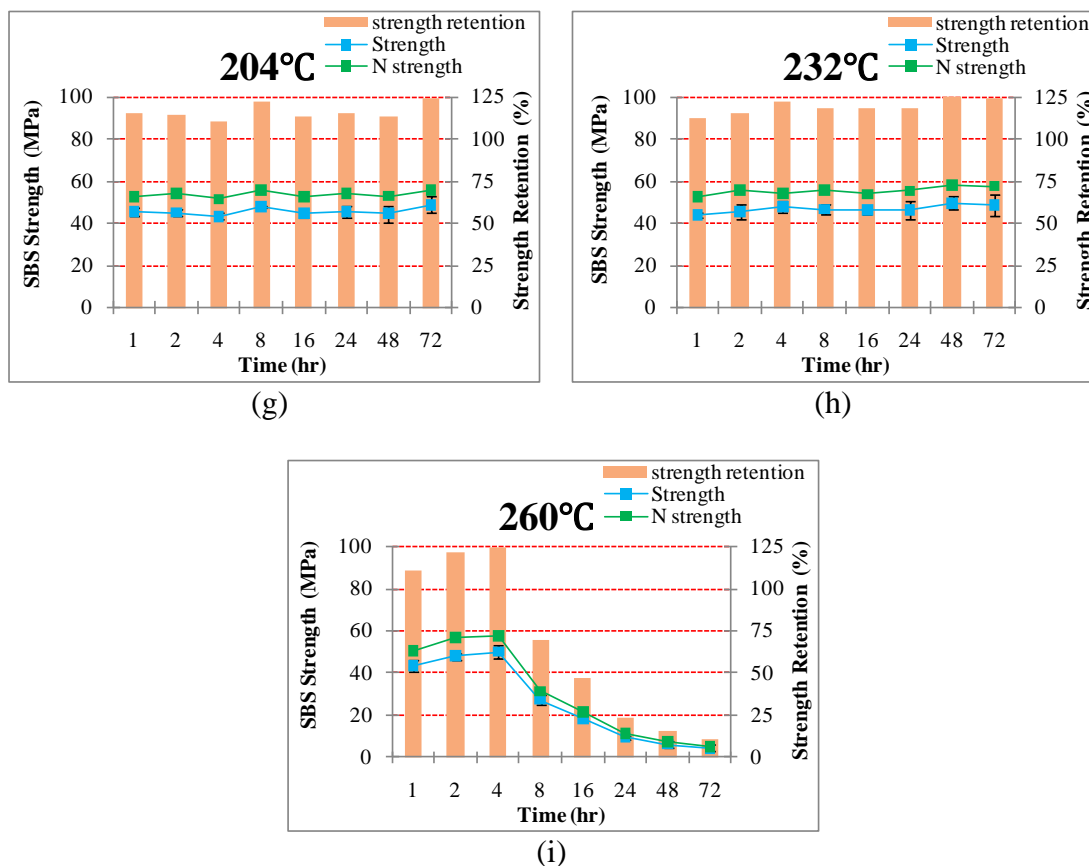 strength retention
Strength
N strength
204℃
SBS Strength (MPa)
100
80
60
40
20
0
125
100
75
50
25
0
Strength Retention (%)
1 2 4 8 16 24 48 72
Time (hr)
(g)
strength retention
Strength
N strength
232℃
SBS Strength (MPa)
100
80
60
40
20
0
125
100
75
50
25
0
Strength Retention (%)
1 2 4 8 16 24 48 72
Time (hr)
(h)
strength retention
Strength
N strength
260℃
SBS Strength (MPa)
100
80
60
40
20
0
125
100
75
50
25
0
Strength Retention (%)
1 2 4 8 16 24 48 72
Time (hr)
(i)